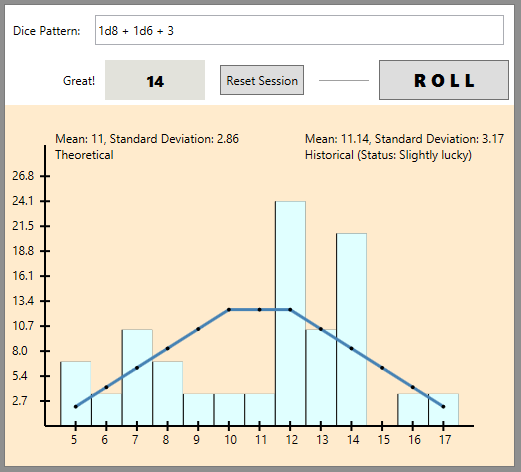 Dice Pattern: 1d8 + 1d6 + 3
Great! 14 Reset Session ROLL
Mean: 11, Standard Deviation: 2.86 Mean: 11.14, Standard Deviation: 3.17
Theoretical Historical (Status: Slightly lucky)
26.8
24.1
21.5
18.8
16.1
13.4
10.7
8.0
5.4
2.7
5 6 7 8 9 10 11 12 13 14 15 16 17